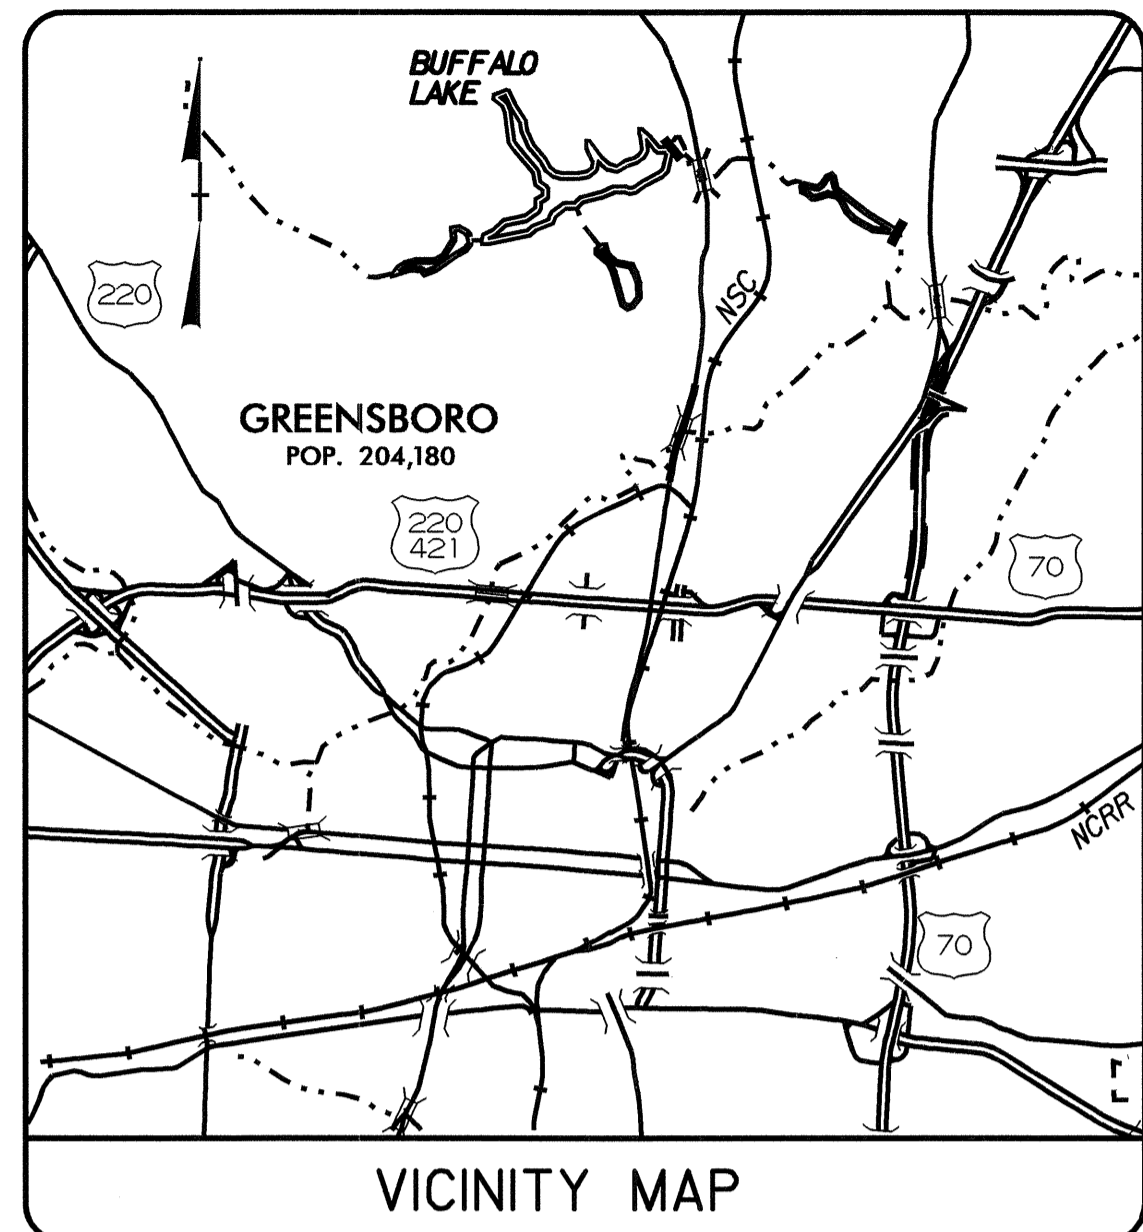 BUFFALO
LAKE
220
NSC
GREENSBORO
POP. 204,180
220
421
70
NCRR
70
VICINITY MAP